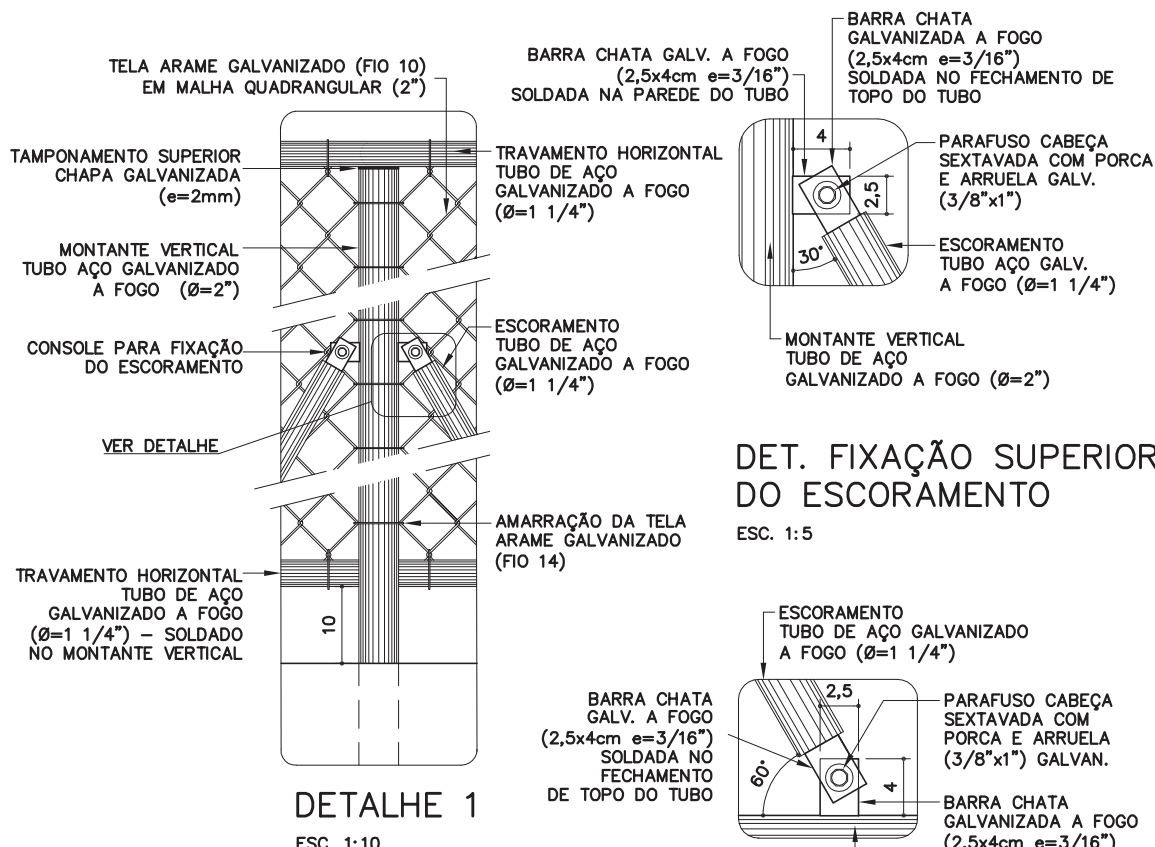 TELA ARAME GALVANIZADO (FIO 10)
EM MALHA QUADRANGULAR (2")
TAMPONAMENTO SUPERIOR
CHAPA GALVANIZADA
(e=2mm)
TRAVAMENTO HORIZONTAL
TUBO DE AÇO
GALVANIZADO A FOGO
(Ø=1 1/4")
MONTANTE VERTICAL
TUBO AÇO GALVANIZADO
A FOGO (Ø=2")
CONSOLE PARA FIXAÇÃO
DO ESCORAMENTO
ESCORAMENTO
TUBO DE AÇO
GALVANIZADO A FOGO
(Ø=1 1/4")
VER DETALHE
AMARRAÇÃO DA TELA
ARAME GALVANIZADO
(FIO 14)
TRAVAMENTO HORIZONTAL
TUBO DE AÇO
GALVANIZADO A FOGO
(Ø=1 1/4") – SOLDADO
NO MONTANTE VERTICAL
10
DETALHE 1
ESC. 1:10
BARRA CHATA GALV. A FOGO
(2,5x4cm e=3/16")
SOLDADA NA PAREDE DO TUBO
BARRA CHATA
GALVANIZADA A FOGO
(2,5x4cm e=3/16")
SOLDADA NO FECHAMENTO DE
TOPO DO TUBO
4
2,5
30°
PARAFUSO CABEÇA
SEXTAVADA COM PORCA
E ARRUELA GALV.
(3/8"x1")
ESCORAMENTO
TUBO AÇO GALV.
A FOGO (Ø=1 1/4")
MONTANTE VERTICAL
TUBO DE AÇO
GALVANIZADO A FOGO (Ø=2")
DET. FIXAÇÃO SUPERIOR
DO ESCORAMENTO
ESC. 1:5
ESCORAMENTO
TUBO DE AÇO GALVANIZADO
A FOGO (Ø=1 1/4")
BARRA CHATA
GALV. A FOGO
(2,5x4cm e=3/16")
SOLDADA NO
FECHAMENTO
DE TOPO DO TUBO
2,5
60°
4
PARAFUSO CABEÇA
SEXTAVADA COM
PORCA E ARRUELA
(3/8"x1") GALVAN.
BARRA CHATA
GALVANIZADA A FOGO
(2,5x4cm e=3/16")